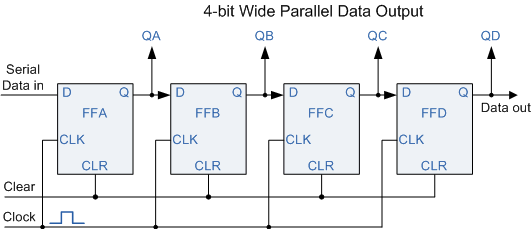 4-bit Wide Parallel Data Output
QA QB QC QD
Serial
Data in
D Q D Q D Q D Q
FFA FFB FFC FFD
Data out
CLK CLK CLK CLK
CLR CLR CLR CLR
Clear
Clock